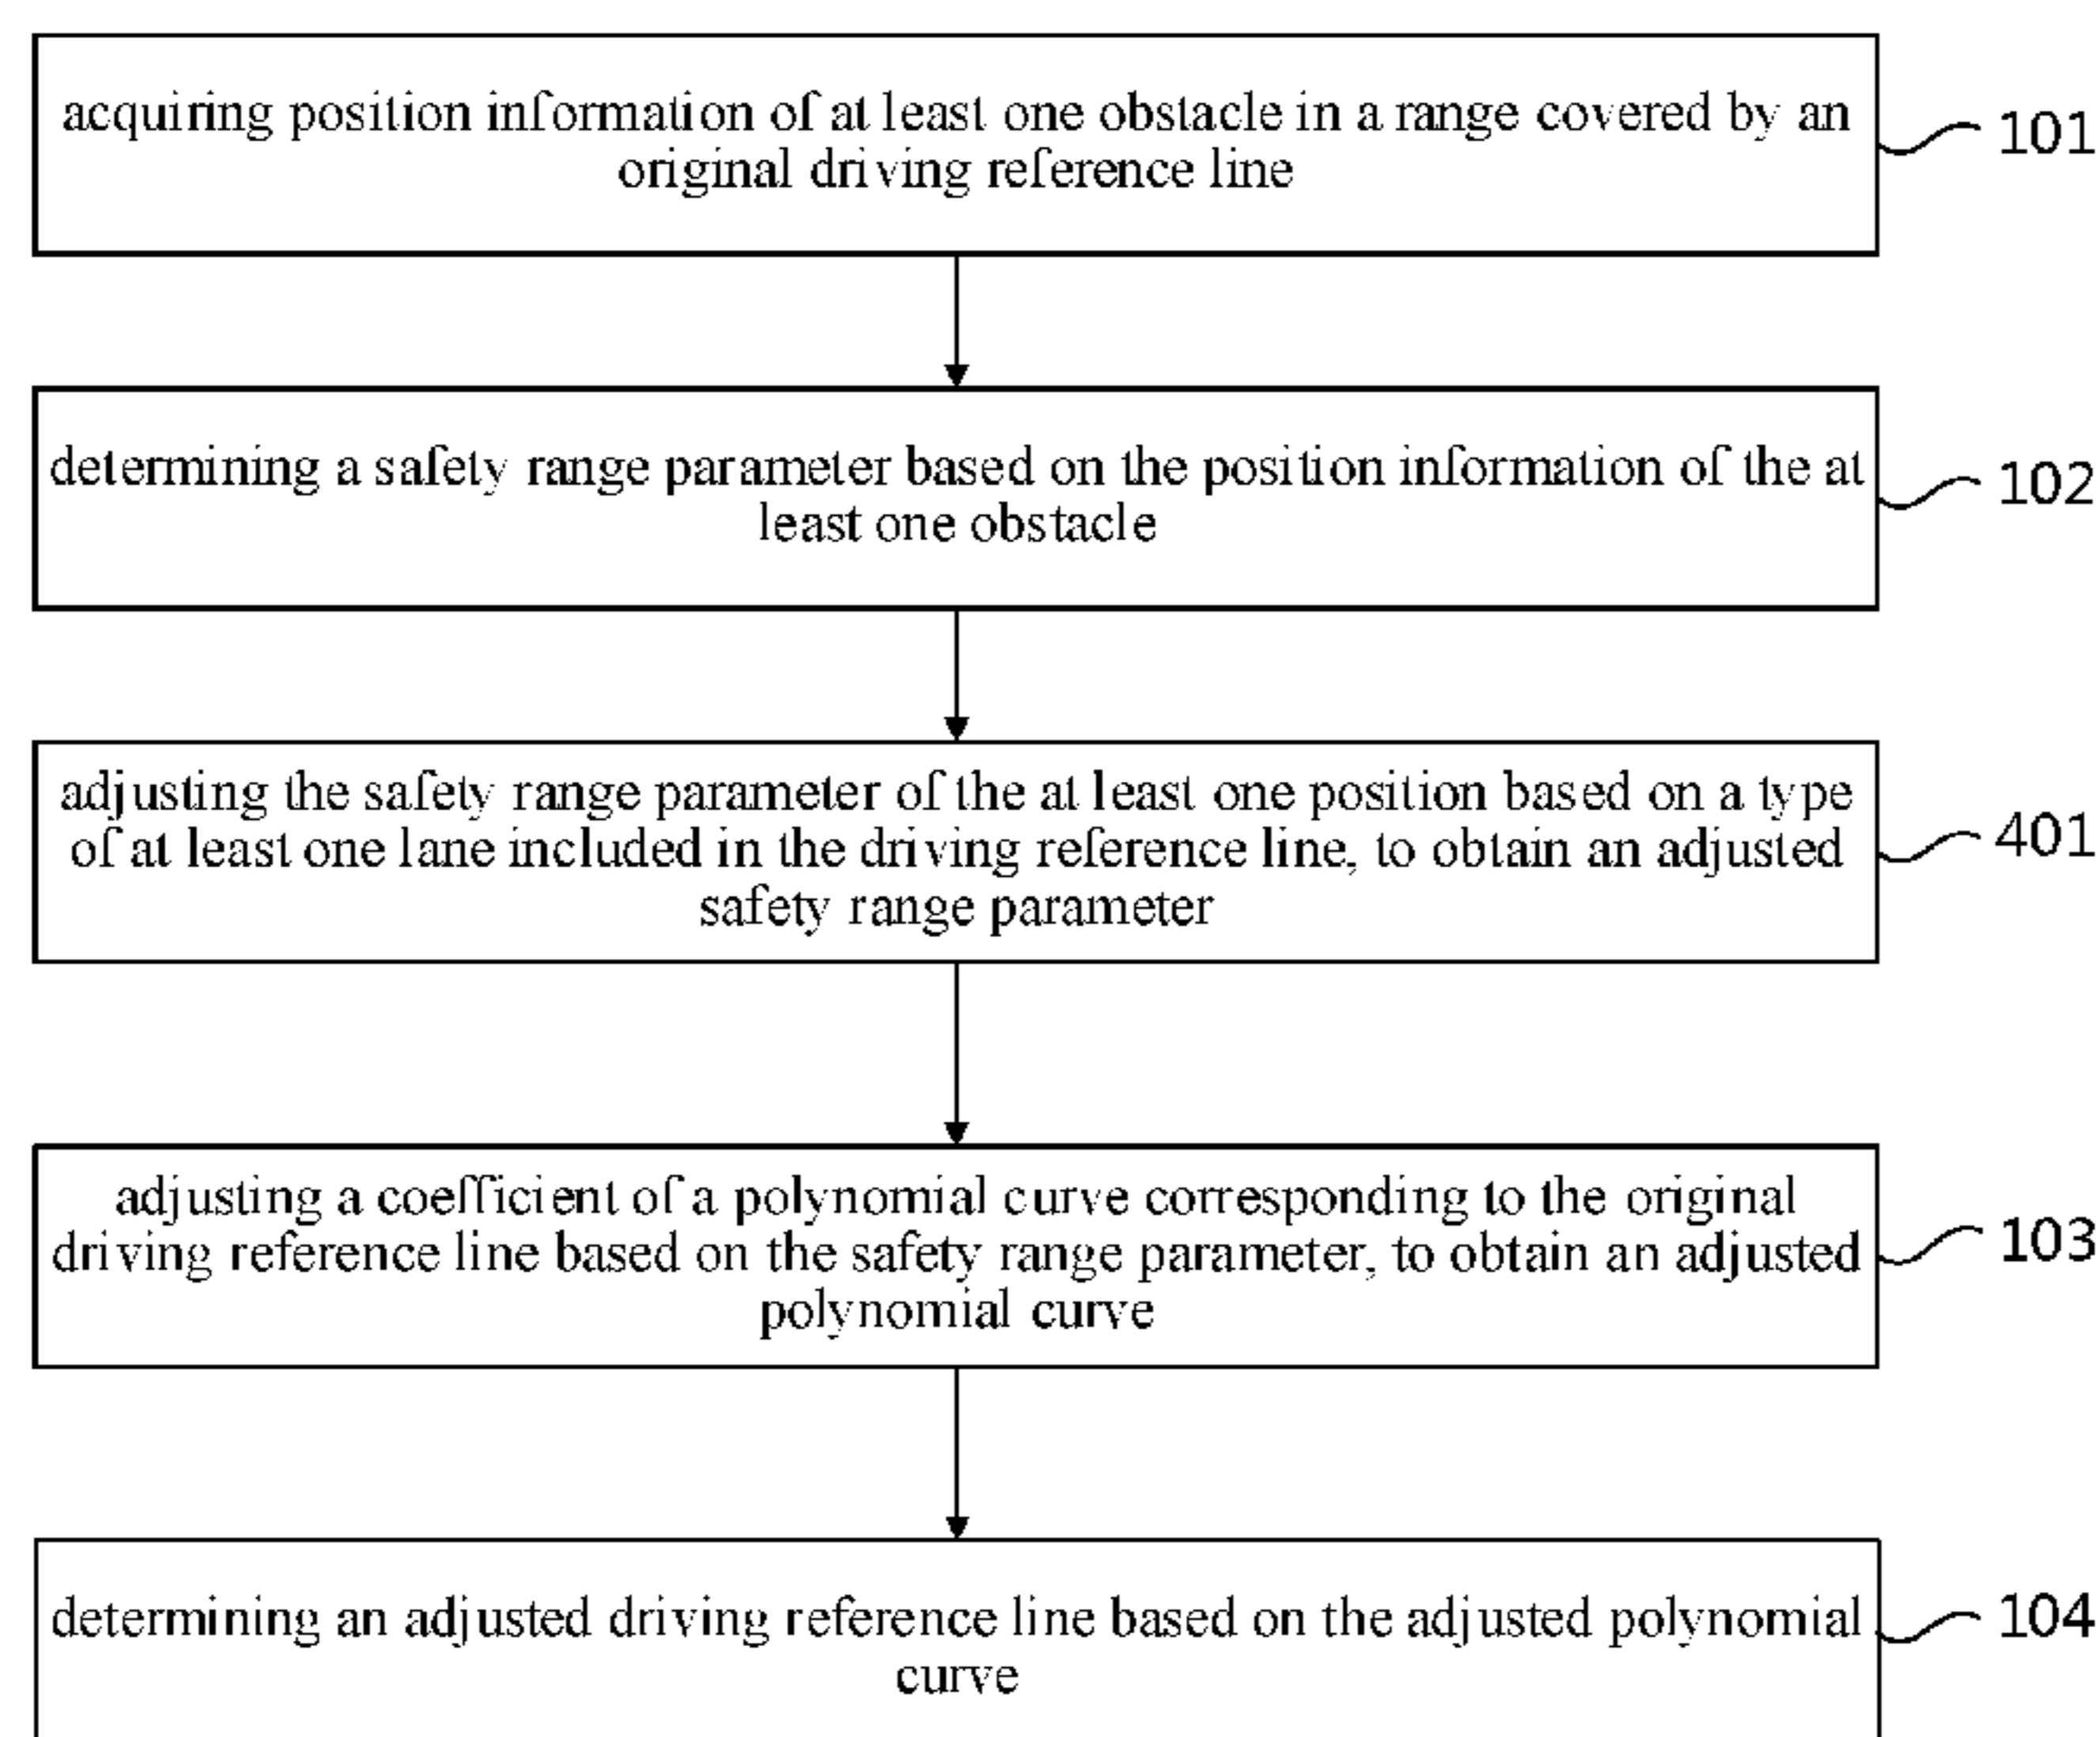 acquiring position information of at least one obstacle in a range covered by an
original driving reference line
101
determining a safety range parameter based on the position information of the at
least one obstacle
102
adjusting the safety range parameter of the at least one position based on a type
of at least one lane included in the driving reference line, to obtain an adjusted
safety range parameter
401
adjusting a coefficient of a polynomial curve corresponding to the original
driving reference line based on the safety range parameter, to obtain an adjusted
polynomial curve
103
determining an adjusted driving reference line based on the adjusted polynomial
curve
104